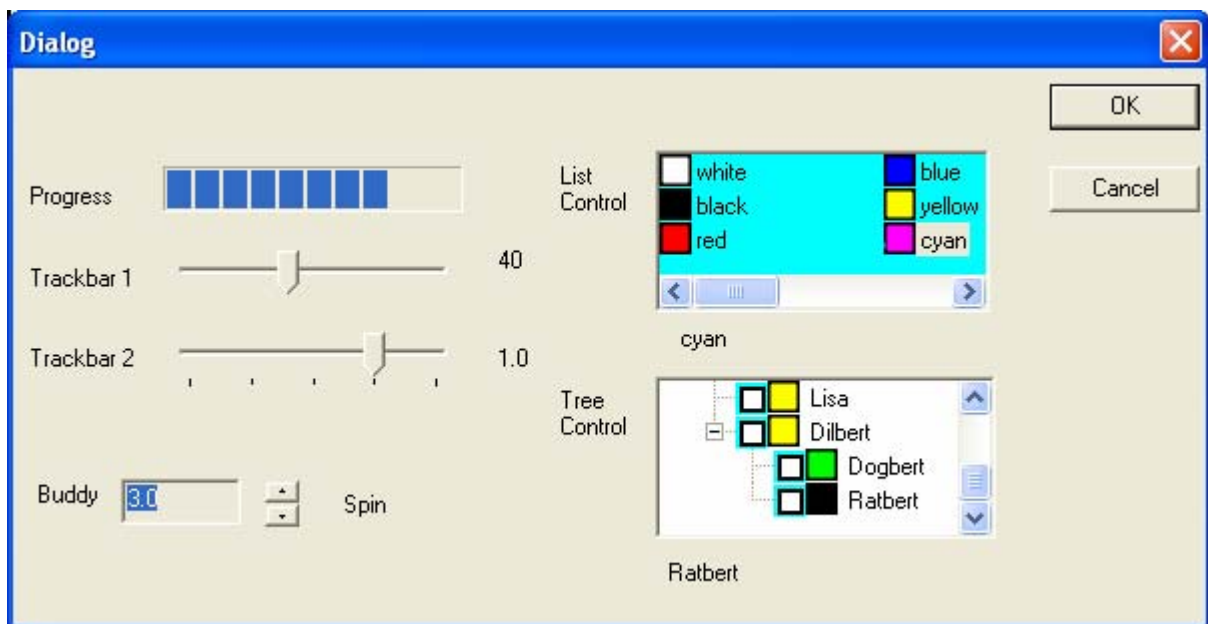 Dialog
OK
Cancel
Progress
Trackbar 1
40
Trackbar 2
1.0
Buddy
3.0
Spin
List
Control
white
black
red
blue
yellow
cyan
cyan
Tree
Control
Lisa
Dilbert
Dogbert
Ratbert
Ratbert